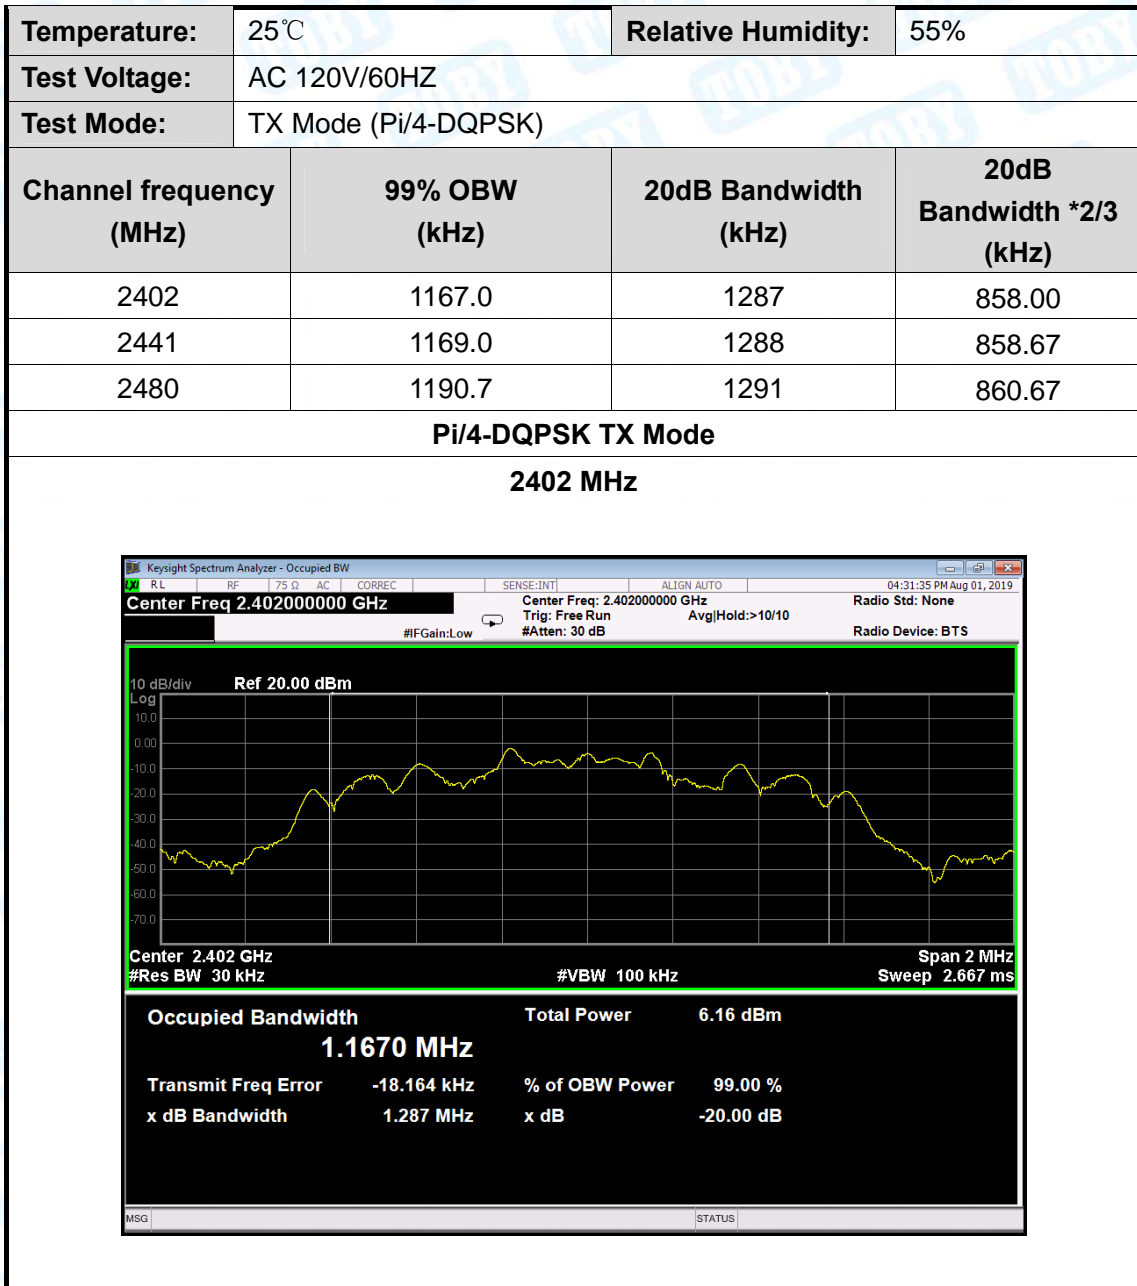 Temperature: 25℃ Relative Humidity: 55%
Test Voltage: AC 120V/60HZ
Test Mode: TX Mode (Pi/4-DQPSK)
Channel frequency (MHz) 99% OBW (kHz) 20dB Bandwidth (kHz) 20dB Bandwidth *2/3 (kHz)
2402 1167.0 1287 858.00
2441 1169.0 1288 858.67
2480 1190.7 1291 860.67
Pi/4-DQPSK TX Mode
2402 MHz
Keysight Spectrum Analyzer - Occupied BW
LXI RL RF 75 Ω AC CORREC SENSE:INT ALIGN AUTO 04:31:35 PM Aug 01, 2019
Center Freq 2.402000000 GHz Center Freq: 2.402000000 GHz Radio Std: None
Trig: Free Run Avg|Hold:>10/10
#IFGain:Low #Atten: 30 dB Radio Device: BTS
10 dB/div Ref 20.00 dBm
Log
10.0
0.00
-10.0
-20.0
-30.0
-40.0
-50.0
-60.0
-70.0
Center 2.402 GHz Span 2 MHz
#Res BW 30 kHz #VBW 100 kHz Sweep 2.667 ms
Occupied Bandwidth Total Power 6.16 dBm
1.1670 MHz
Transmit Freq Error -18.164 kHz % of OBW Power 99.00 %
x dB Bandwidth 1.287 MHz x dB -20.00 dB
MSG STATUS
TOBY